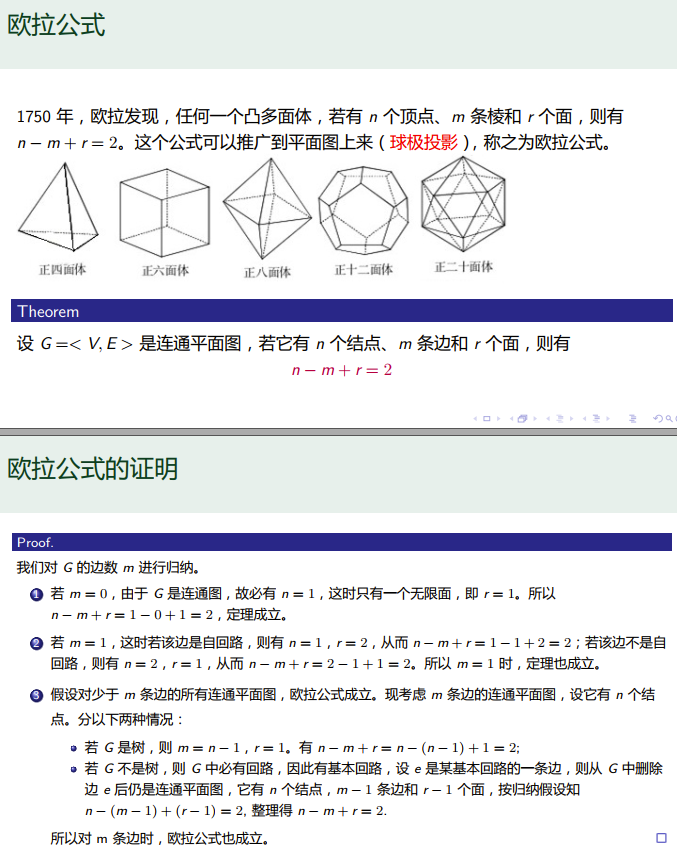 欧拉公式
1750 年，欧拉发现，任何一个凸多面体，若有 n 个顶点、m 条棱和 r 个面，则有
n − m + r = 2。这个公式可以推广到平面图上来（球极投影），称之为欧拉公式。
正四面体 正六面体 正八面体 正十二面体 正二十面体
Theorem
设 G =< V, E > 是连通平面图，若它有 n 个结点、m 条边和 r 个面，则有
n − m + r = 2
欧拉公式的证明
Proof.
我们对 G 的边数 m 进行归纳。
1 若 m = 0，由于 G 是连通图，故必有 n = 1，这时只有一个无限面，即 r = 1。所以
n − m + r = 1 − 0 + 1 = 2，定理成立。
2 若 m = 1，这时若该边是自回路，则有 n = 1，r = 2，从而 n − m + r = 1 − 1 + 2 = 2；若该边不是自
回路，则有 n = 2，r = 1，从而 n − m + r = 2 − 1 + 1 = 2。所以 m = 1 时，定理也成立。
3 假设对少于 m 条边的所有连通平面图，欧拉公式成立。现考虑 m 条边的连通平面图，设它有 n 个结
点。分以下两种情况：
若 G 是树，则 m = n − 1，r = 1。有 n − m + r = n − (n − 1) + 1 = 2;
若 G 不是树，则 G 中必有回路，因此有基本回路，设 e 是某基本回路的一条边，则从 G 中删除
边 e 后仍是连通平面图，它有 n 个结点，m − 1 条边和 r − 1 个面，按归纳假设知
n − (m − 1) + (r − 1) = 2, 整理得 n − m + r = 2.
所以对 m 条边时，欧拉公式也成立。